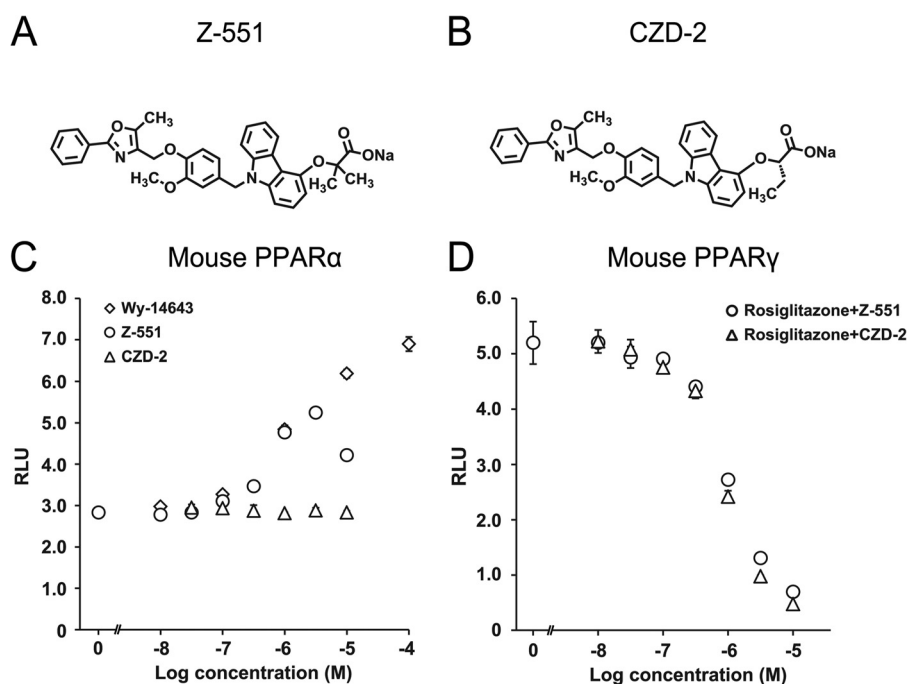 A
Z-551
B
CZD-2
O
CH3
N
O
H3C
O
N
O
O
ONa
H3C
CH3
O
CH3
N
O
H3C
O
N
O
O
ONa
H3C
C
Mouse PPARα
D
Mouse PPARγ
8.0
7.0
6.0
5.0
4.0
3.0
2.0
1.0
0
RLU
Wy-14643
Z-551
CZD-2
0
-8
-7
-6
-5
-4
Log concentration (M)
6.0
5.0
4.0
3.0
2.0
1.0
0
RLU
Rosiglitazone+Z-551
Rosiglitazone+CZD-2
0
-8
-7
-6
-5
Log concentration (M)